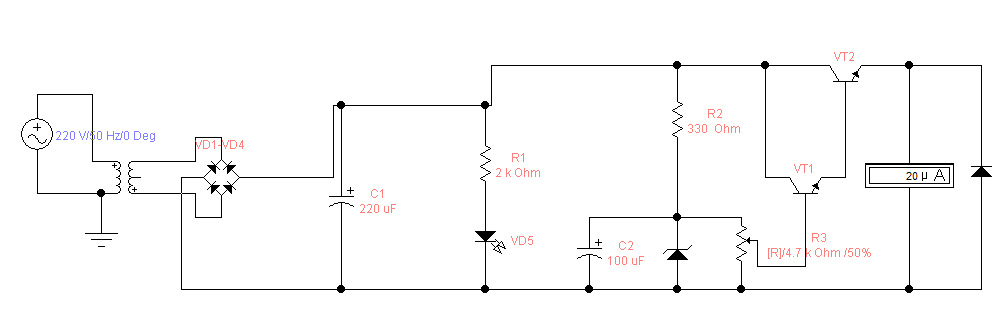 VT2
R2
330 Ohm
220 V/50 Hz/0 Deg
VD1-VD4
R1
2 k Ohm
VT1
20 µ A
C1
220 uF
VD5
C2
100 uF
R3
[R]/4.7 k Ohm /50%